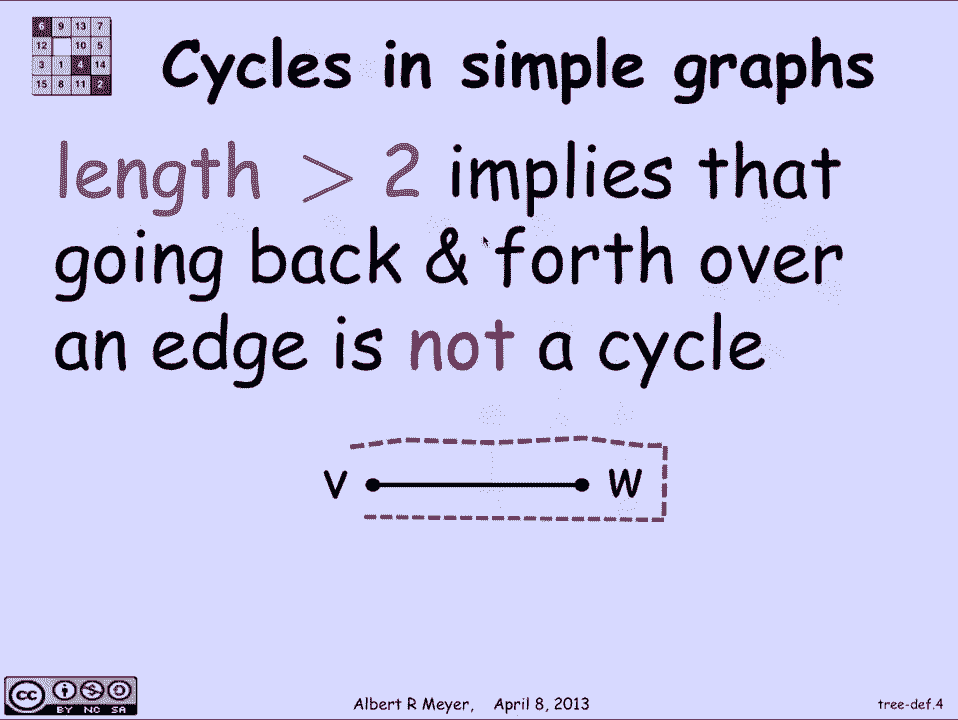 6 9 13 7
12 10 5
3 1 4 14
15 8 11 2
Cycles in simple graphs
length > 2 implies that
going back & forth over
an edge is not a cycle
v w
cc BY NC SA
Albert R Meyer, April 8, 2013 tree-def.4